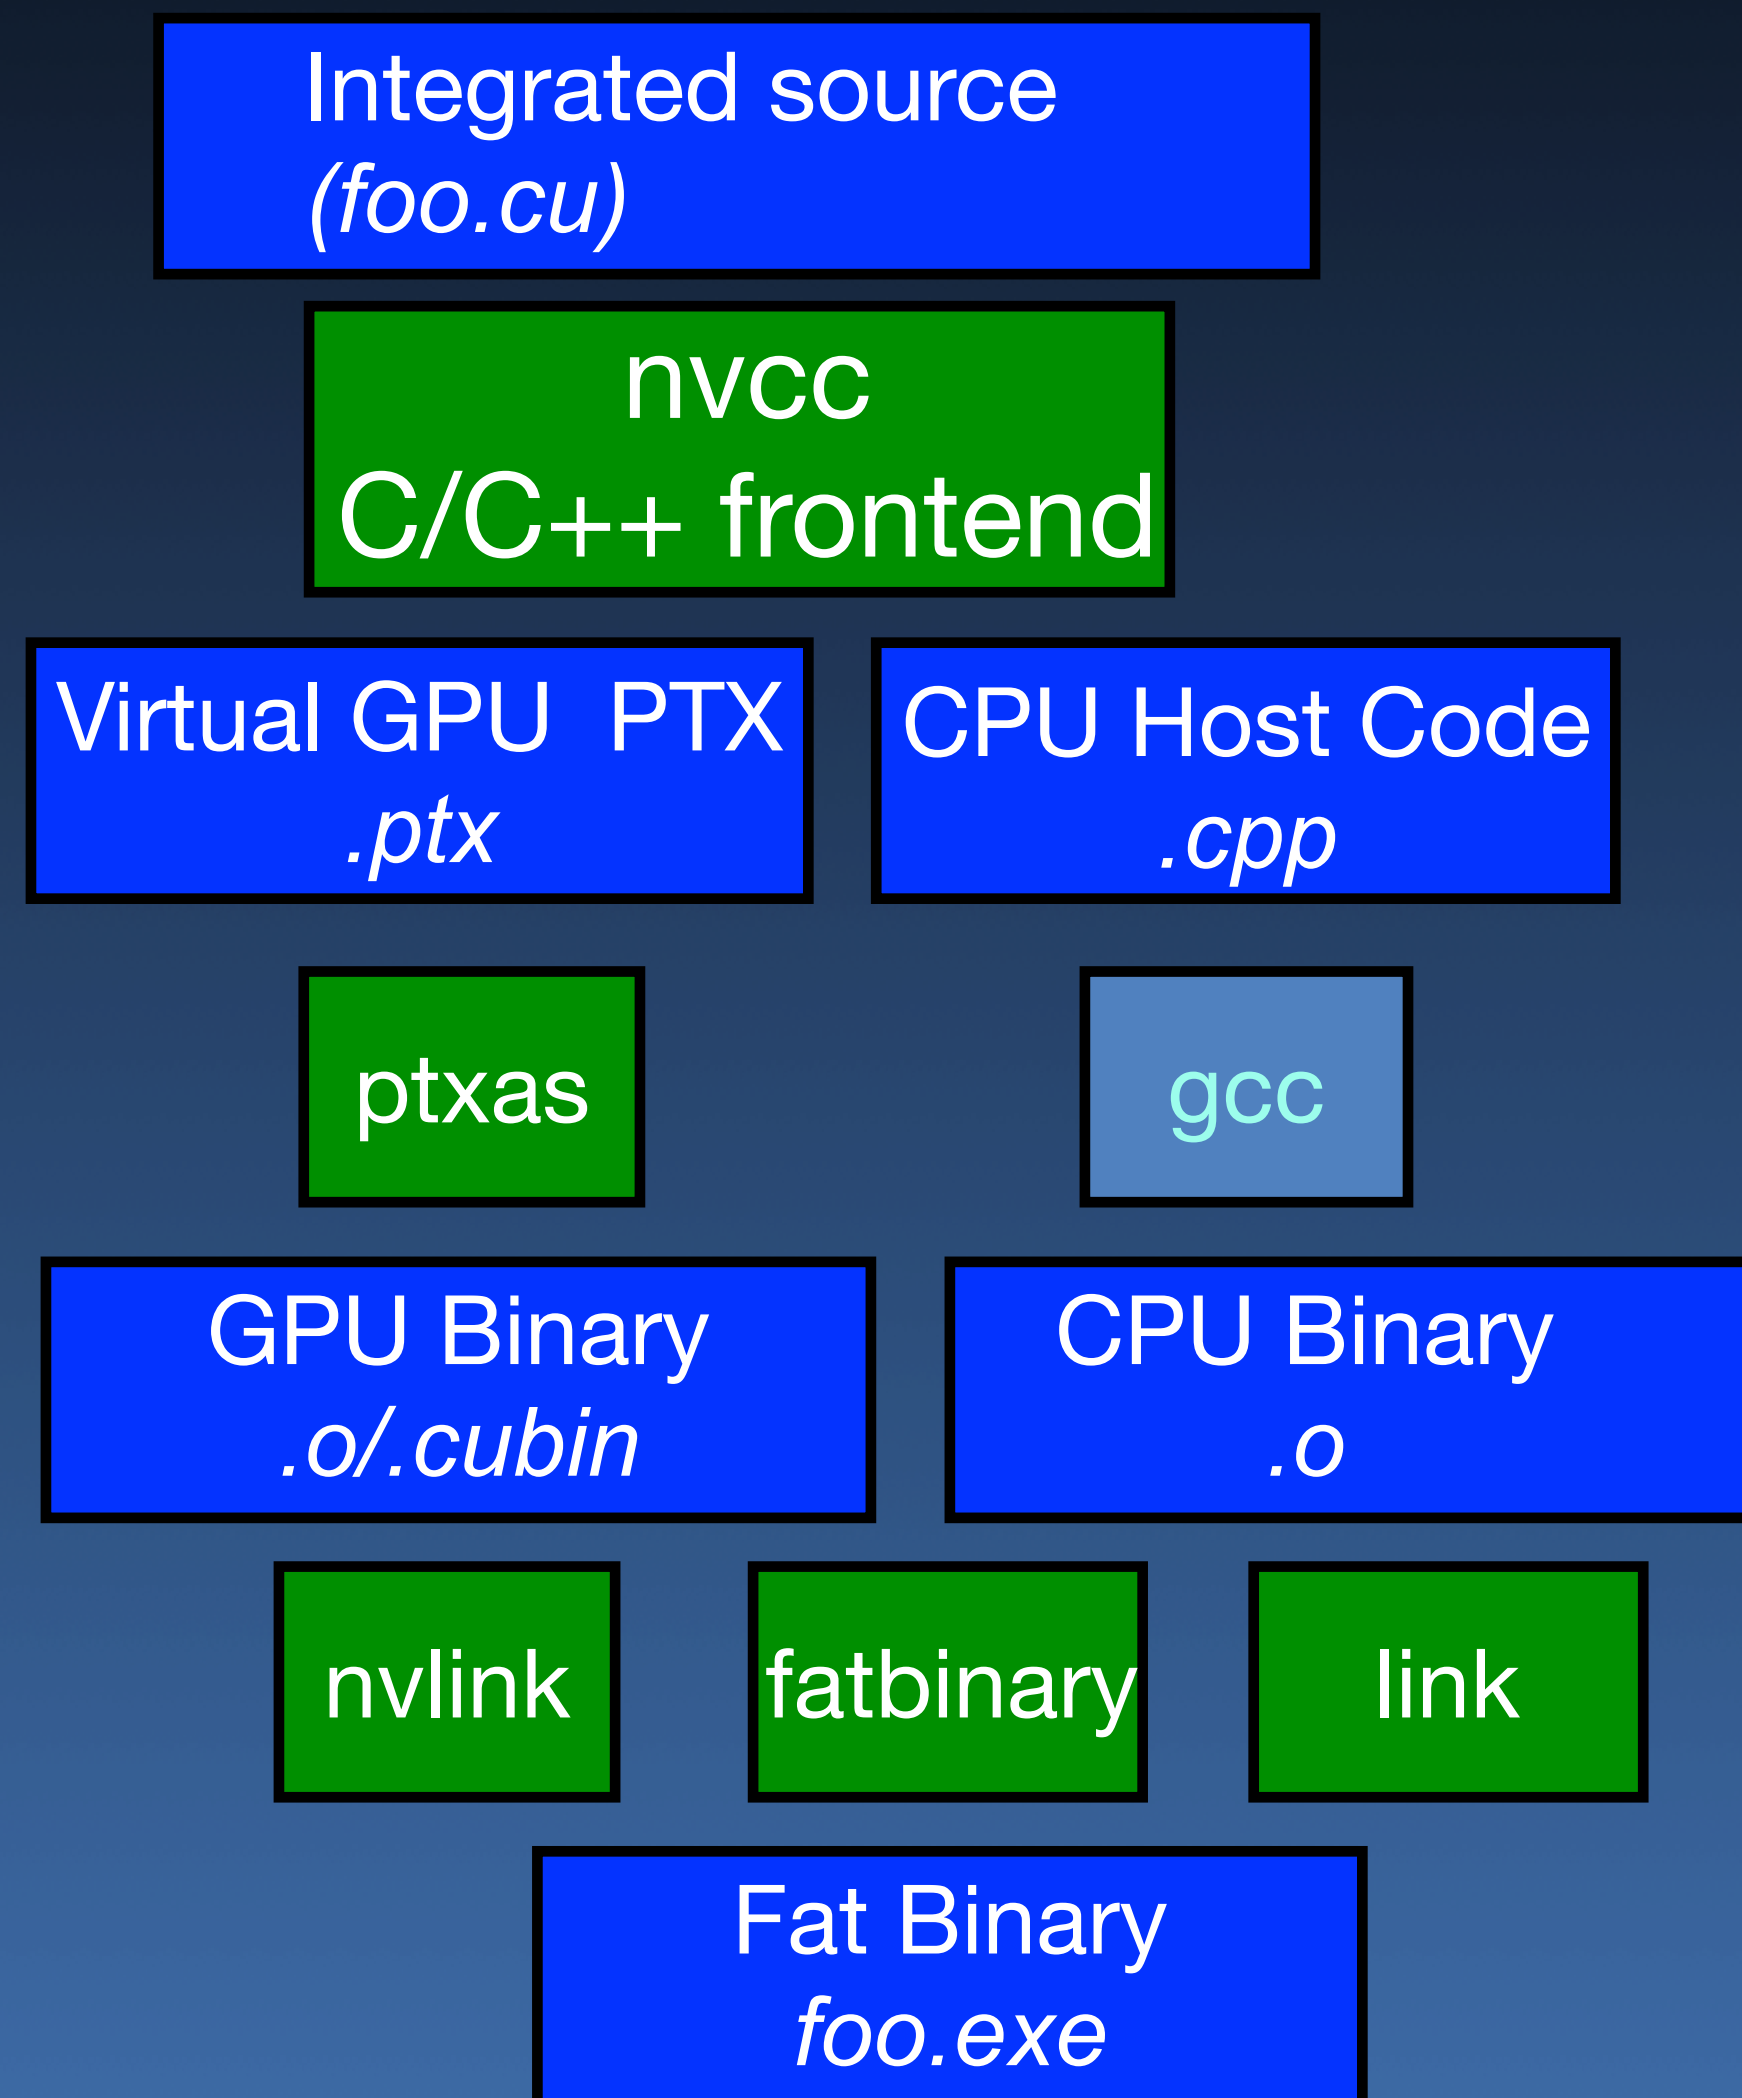 Integrated source
(foo.cu)
nvcc
C/C++ frontend
Virtual GPU  PTX
.ptx
CPU Host Code
.cpp
ptxas
gcc
GPU Binary
.o/.cubin
CPU Binary
.o
nvlink
fatbinary
link
Fat Binary
foo.exe